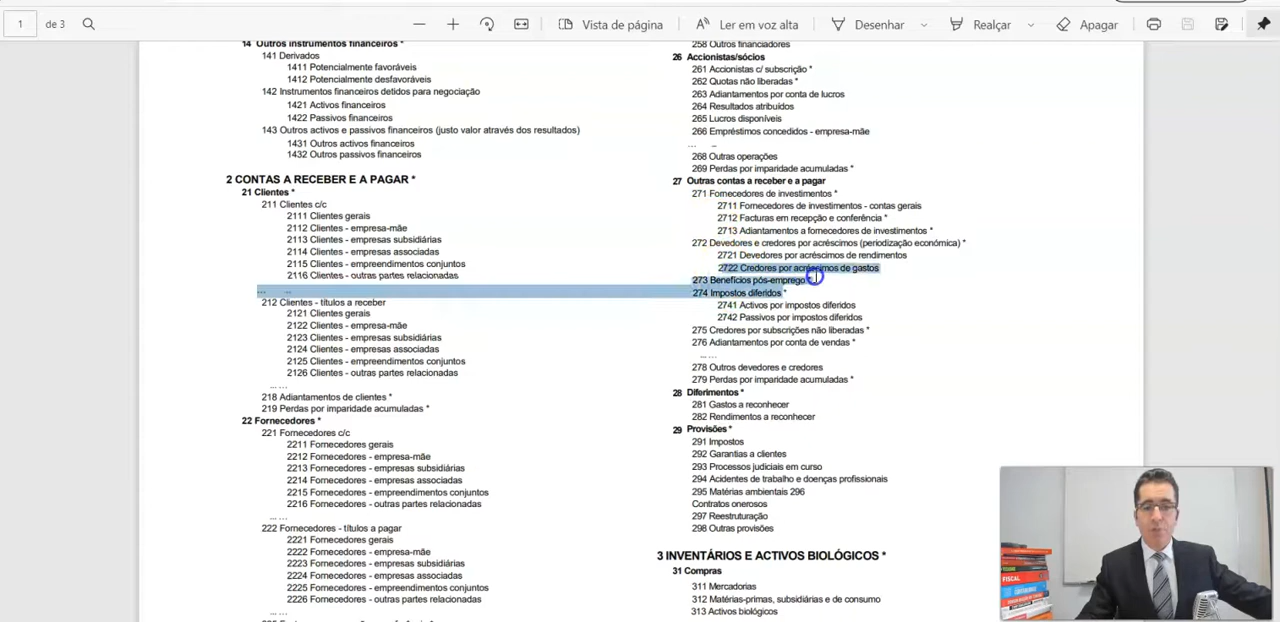 1 de 3 Vista de página Ler em voz alta Desenhar Realçar Apagar
14 Outros instrumentos financeiros *
141 Derivados
1411 Potencialmente favoráveis
1412 Potencialmente desfavoráveis
142 Instrumentos financeiros detidos para negociação
1421 Activos financeiros
1422 Passivos financeiros
143 Outros activos e passivos financeiros (justo valor através dos resultados)
1431 Outros activos financeiros
1432 Outros passivos financeiros
2 CONTAS A RECEBER E A PAGAR *
21 Clientes *
211 Clientes c/c
2111 Clientes gerais
2112 Clientes - empresa-mãe
2113 Clientes - empresas subsidiárias
2114 Clientes - empresas associadas
2115 Clientes - empreendimentos conjuntos
2116 Clientes - outras partes relacionadas
... ..
212 Clientes - títulos a receber
2121 Clientes gerais
2122 Clientes - empresa-mãe
2123 Clientes - empresas subsidiárias
2124 Clientes - empresas associadas
2125 Clientes - empreendimentos conjuntos
2126 Clientes - outras partes relacionadas
... ...
218 Adiantamentos de clientes *
219 Perdas por imparidade acumuladas *
22 Fornecedores *
221 Fornecedores c/c
2211 Fornecedores gerais
2212 Fornecedores - empresa-mãe
2213 Fornecedores - empresas subsidiárias
2214 Fornecedores - empresas associadas
2215 Fornecedores - empreendimentos conjuntos
2216 Fornecedores - outras partes relacionadas
... ...
222 Fornecedores - títulos a pagar
2221 Fornecedores gerais
2222 Fornecedores - empresa-mãe
2223 Fornecedores - empresas subsidiárias
2224 Fornecedores - empresas associadas
2225 Fornecedores - empreendimentos conjuntos
2226 Fornecedores - outras partes relacionadas
... ...
258 Outros financiadores
26 Accionistas/sócios
261 Accionistas c/ subscrição *
262 Quotas não liberadas *
263 Adiantamentos por conta de lucros
264 Resultados atribuídos
265 Lucros disponíveis
266 Empréstimos concedidos - empresa-mãe
... ..
268 Outras operações
269 Perdas por imparidade acumuladas *
27 Outras contas a receber e a pagar
271 Fornecedores de investimentos *
2711 Fornecedores de investimentos - contas gerais
2712 Facturas em recepção e conferência *
2713 Adiantamentos a fornecedores de investimentos *
272 Devedores e credores por acréscimos (periodização económica) *
2721 Devedores por acréscimos de rendimentos
2722 Credores por acréscimos de gastos
273 Benefícios pós-emprego
274 Impostos diferidos *
2741 Activos por impostos diferidos
2742 Passivos por impostos diferidos
275 Credores por subscrições não liberadas *
276 Adiantamentos por conta de vendas *
... ...
278 Outros devedores e credores
279 Perdas por imparidade acumuladas *
28 Diferimentos *
281 Gastos a reconhecer
282 Rendimentos a reconhecer
29 Provisões *
291 Impostos
292 Garantias a clientes
293 Processos judiciais em curso
294 Acidentes de trabalho e doenças profissionais
295 Matérias ambientais 296
Contratos onerosos
297 Reestruturação
298 Outras provisões
3 INVENTÁRIOS E ACTIVOS BIOLÓGICOS *
31 Compras
311 Mercadorias
312 Matérias-primas, subsidiárias e de consumo
313 Activos biológicos
FISCAL